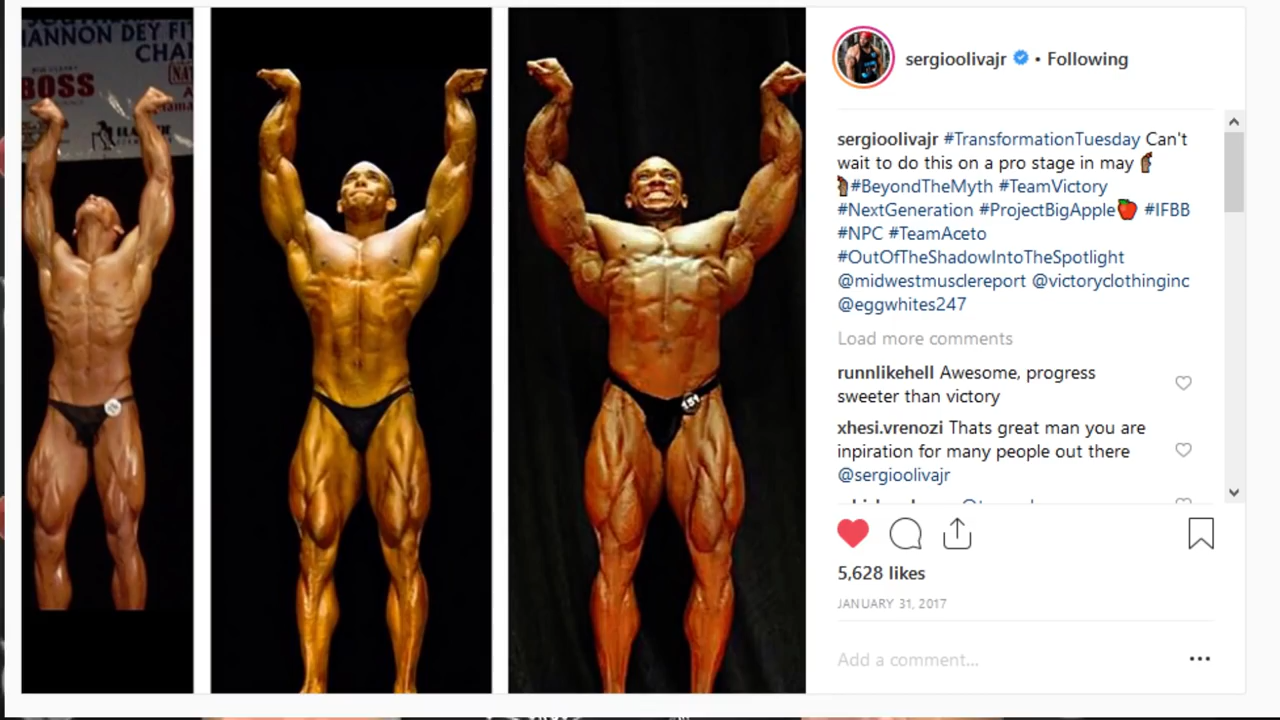 ANNON DEY FIT
CHA
BOSS
NAT
sergioolivajr • Following
sergioolivajr #TransformationTuesday Can't
wait to do this on a pro stage in may
#BeyondTheMyth #TeamVictory
#NextGeneration #ProjectBigApple🍎 #IFBB
#NPC #TeamAceto
#OutOfTheShadowIntoTheSpotlight
@midwestmusclereport @victoryclothinginc
@eggwhites247
Load more comments
runnlikehell Awesome, progress
sweeter than victory
xhesi.vrenozi Thats great man you are
inpiration for many people out there
@sergioolivajr
151
5,628 likes
JANUARY 31, 2017
Add a comment...